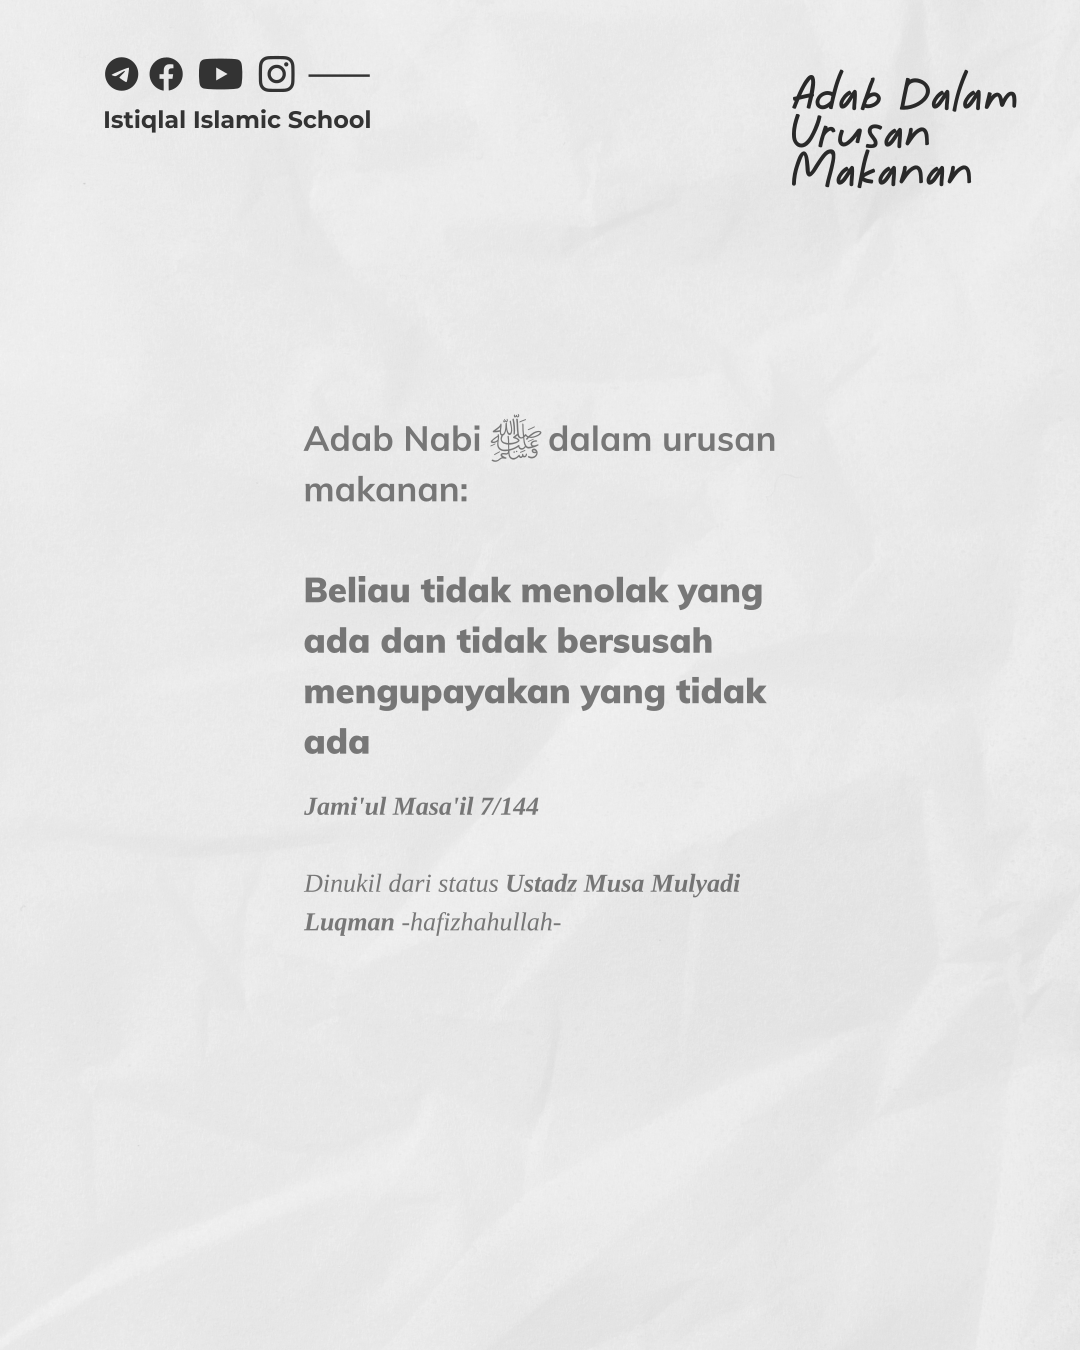 Istiqlal Islamic School
Adab Dalam
Urusan
Makanan
Adab Nabi ﷺ dalam urusan
makanan:
Beliau tidak menolak yang
ada dan tidak bersusah
mengupayakan yang tidak
ada
Jami'ul Masa'il 7/144
Dinukil dari status Ustadz Musa Mulyadi
Luqman -hafizhahullah-